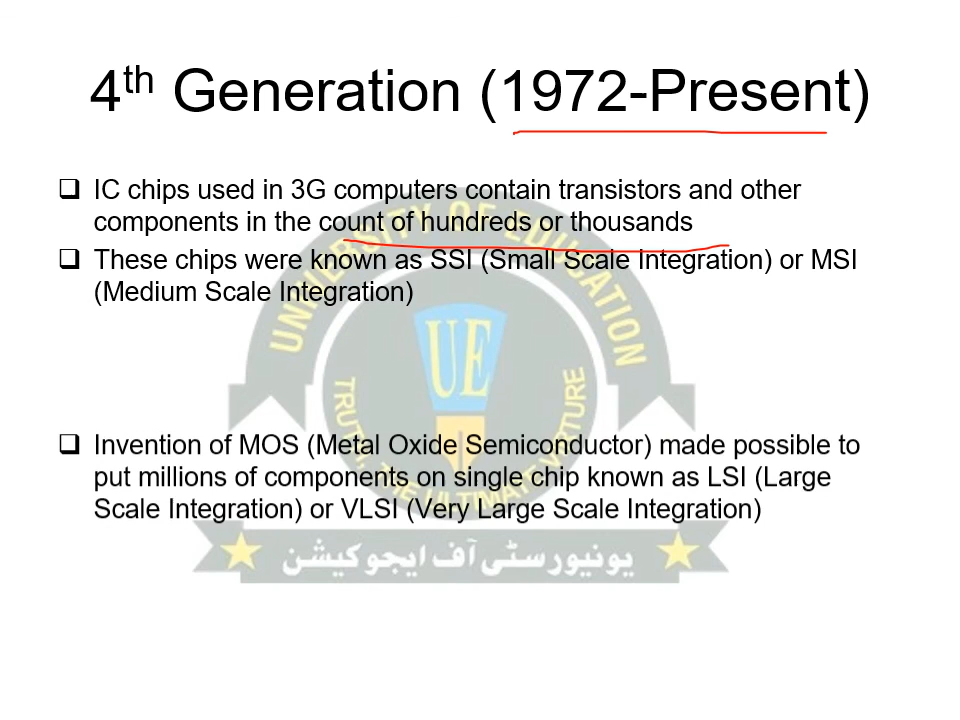 4th Generation (1972-Present)
❑ IC chips used in 3G computers contain transistors and other
components in the count of hundreds or thousands
❑ These chips were known as SSI (Small Scale Integration) or MSI
(Medium Scale Integration)
UNIVERSITY OF EDUCATION
UE
TRUTH, THE ULTIMATE VIRTUE
❑ Invention of MOS (Metal Oxide Semiconductor) made possible to
put millions of components on single chip known as LSI (Large
Scale Integration) or VLSI (Very Large Scale Integration)
یونیورسٹی آف ایجوکیشن